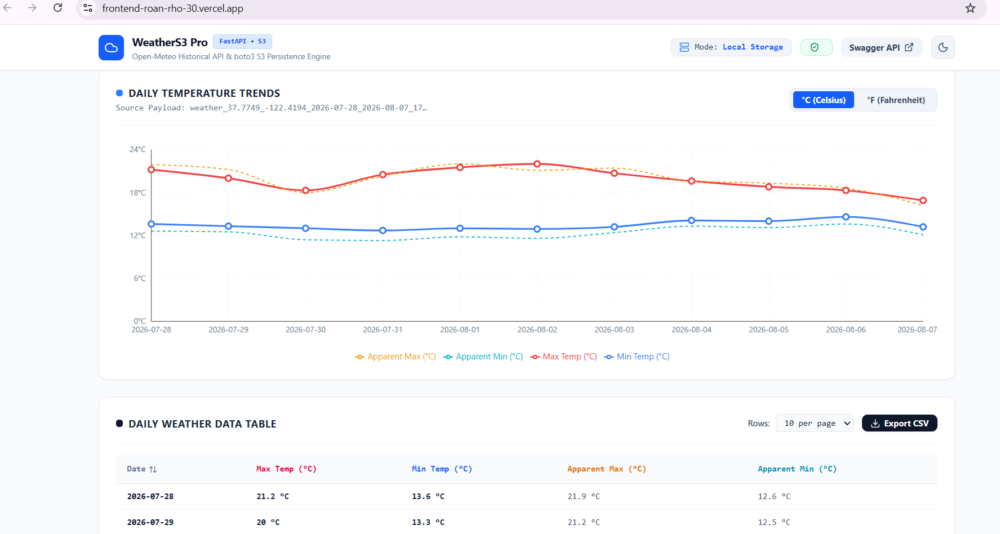 frontend-roan-rho-30.vercel.app
WeatherS3 Pro FastAPI + S3
Open-Meteo Historical API & boto3 S3 Persistence Engine
Mode: Local Storage
Swagger API
DAILY TEMPERATURE TRENDS
Source Payload: weather_37.7749_-122.4194_2026-07-28_2026-08-07_17…
°C (Celsius) °F (Fahrenheit)
24°C
18°C
12°C
6°C
0°C
2026-07-28 2026-07-29 2026-07-30 2026-07-31 2026-08-01 2026-08-02 2026-08-03 2026-08-04 2026-08-05 2026-08-06 2026-08-07
Apparent Max (°C) Apparent Min (°C) Max Temp (°C) Min Temp (°C)
DAILY WEATHER DATA TABLE
Rows: 10 per page Export CSV
Date Max Temp (°C) Min Temp (°C) Apparent Max (°C) Apparent Min (°C)
2026-07-28 21.2 °C 13.6 °C 21.9 °C 12.6 °C
2026-07-29 20 °C 13.3 °C 21.2 °C 12.5 °C